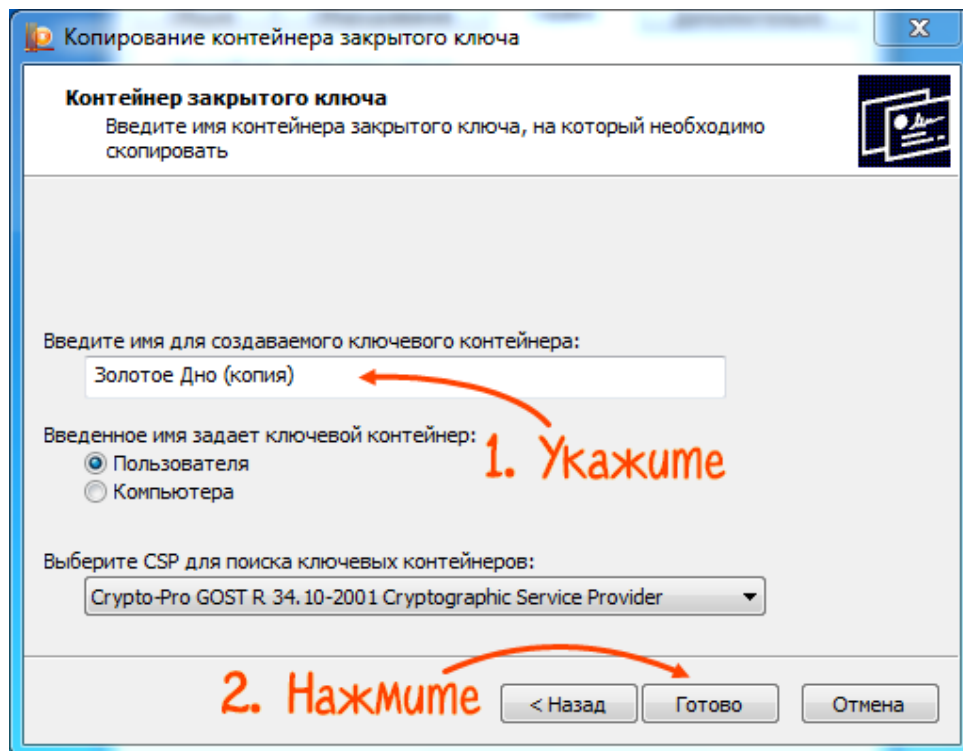 Копирование контейнера закрытого ключа
Контейнер закрытого ключа
Введите имя контейнера закрытого ключа, на который необходимо
скопировать
Введите имя для создаваемого ключевого контейнера:
Золотое Дно (копия)
Введенное имя задает ключевой контейнер:
1. Укажите
Пользователя
Компьютера
Выберите CSP для поиска ключевых контейнеров:
Crypto-Pro GOST R 34.10-2001 Cryptographic Service Provider
2. Нажмите
< Назад
Готово
Отмена